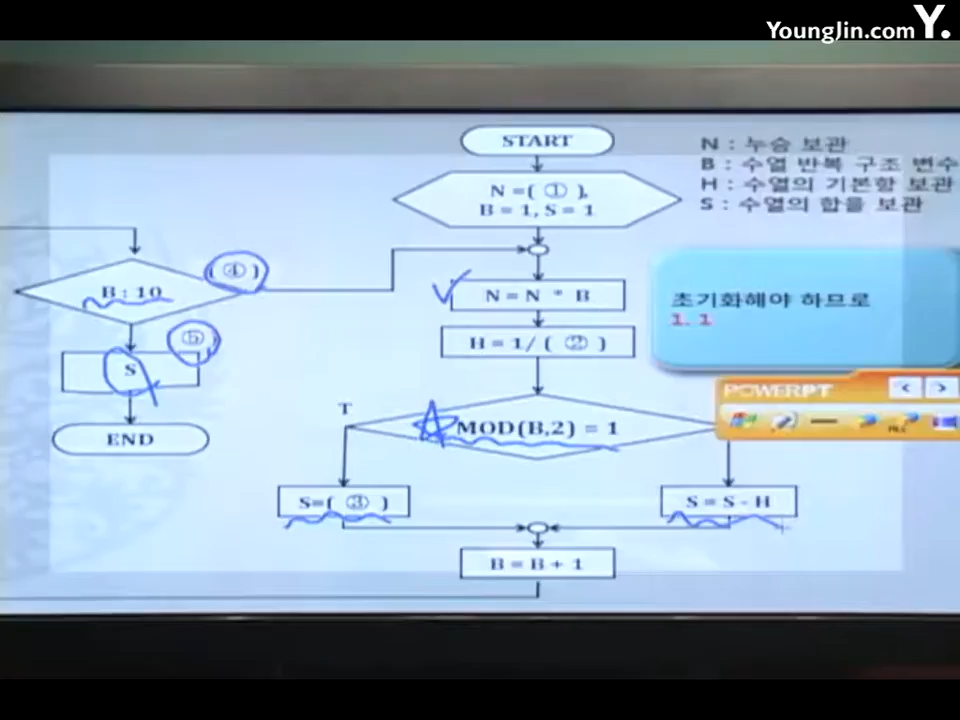 YoungJin.com Y.
START
N =( ① ),
B = 1, S = 1
N : 누승 보관
B : 수열 반복 구조 변수
H : 수열의 기본항 보관
S : 수열의 합을 보관
( ④ )
B : 10
N = N * B
초기화해야 하므로
1. 1
⑤
H = 1/ ( ② )
S
POWERPT
T
MOD(B,2) = 1
END
S=( ③ )
S = S - H
B = B + 1